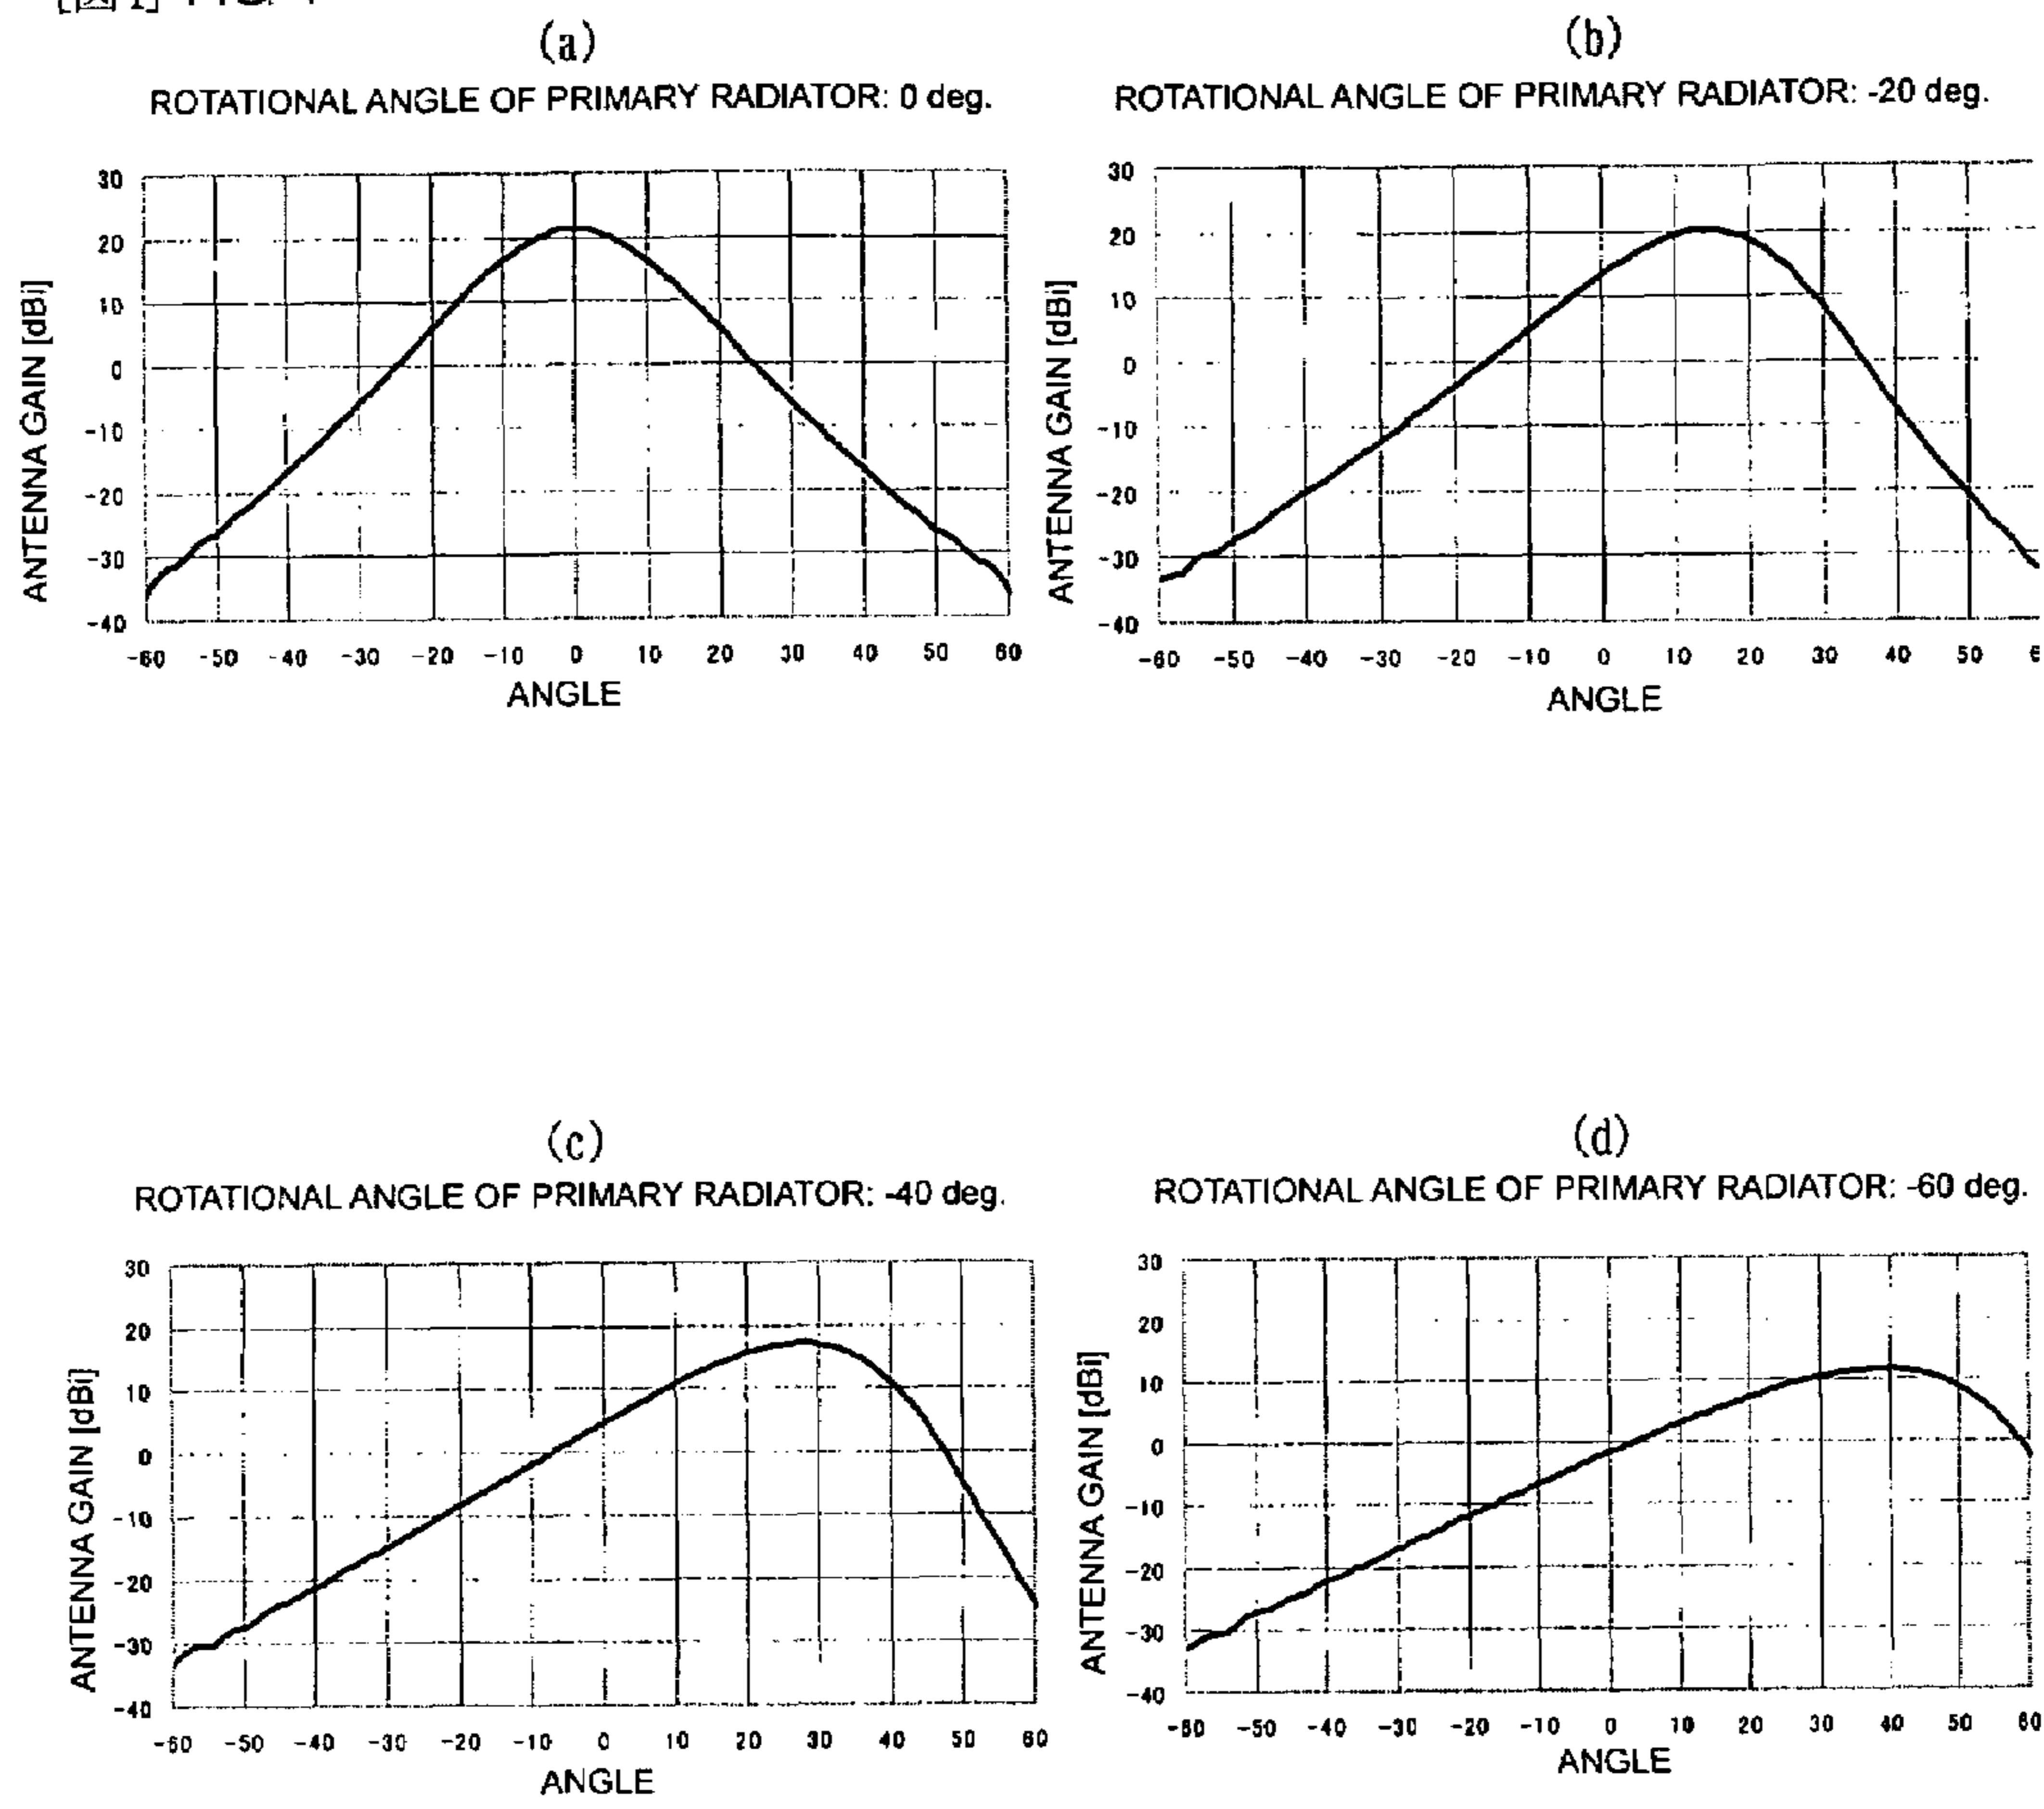 (a)
ROTATIONAL ANGLE OF PRIMARY RADIATOR: 0 deg.
ANTENNA GAIN [dBi]
30
20
10
0
-10
-20
-30
-40
-60 -50 -40 -30 -20 -10 0 10 20 30 40 50 60
ANGLE
(b)
ROTATIONAL ANGLE OF PRIMARY RADIATOR: -20 deg.
ANTENNA GAIN [dBi]
30
20
10
0
-10
-20
-30
-40
-60 -50 -40 -30 -20 -10 0 10 20 30 40 50
ANGLE
(c)
ROTATIONAL ANGLE OF PRIMARY RADIATOR: -40 deg.
ANTENNA GAIN [dBi]
30
20
10
0
-10
-20
-30
-40
-60 -50 -40 -30 -20 -10 0 10 20 30 40 50 60
ANGLE
(d)
ROTATIONAL ANGLE OF PRIMARY RADIATOR: -60 deg.
ANTENNA GAIN [dBi]
30
20
10
0
-10
-20
-30
-40
-60 -50 -40 -30 -20 -10 0 10 20 30 40 50 60
ANGLE